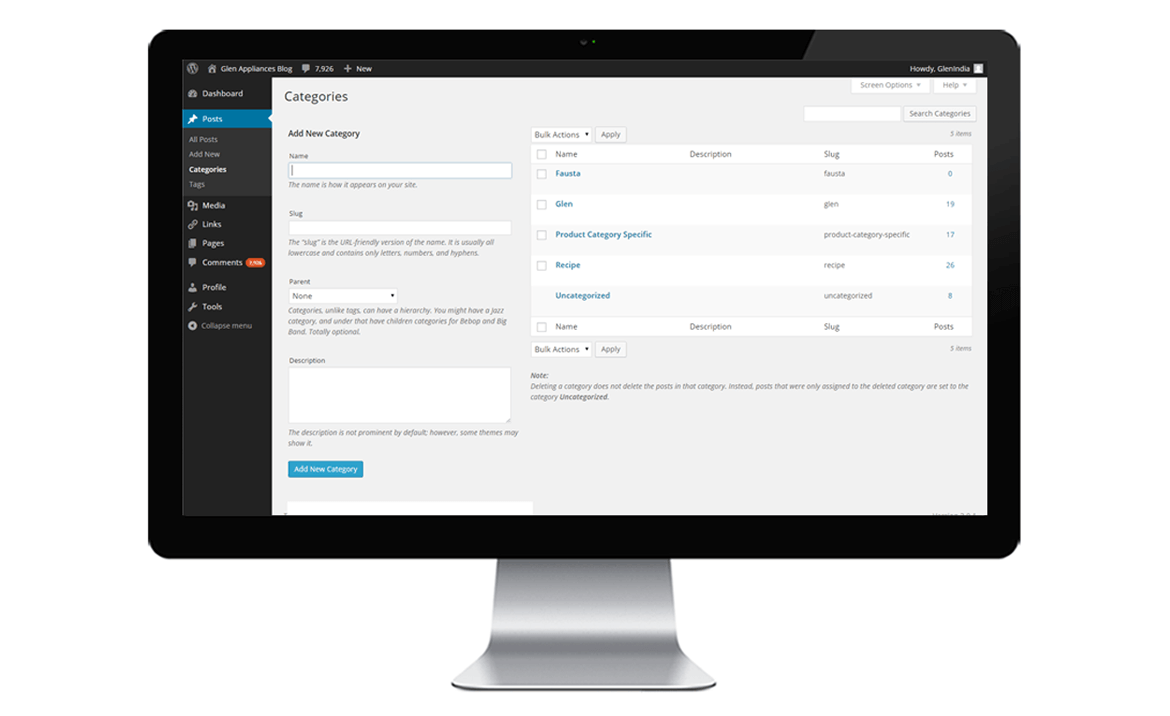 Glen Appliances Blog 7,926 + New Howdy, GlenIndia
Screen Options ▼ Help ▼
Dashboard
Posts
All Posts
Add New
Categories
Tags
Media
Links
Pages
Comments 7,926
Profile
Tools
Collapse menu
Categories
Search Categories
Add New Category
Name
The name is how it appears on your site.
Slug
The "slug" is the URL-friendly version of the name. It is usually all
lowercase and contains only letters, numbers, and hyphens.
Parent
None
Categories, unlike tags, can have a hierarchy. You might have a Jazz
category, and under that have children categories for Bebop and Big
Band. Totally optional.
Description
The description is not prominent by default; however, some themes may
show it.
Add New Category
Bulk Actions ▼ Apply 5 items
Name Description Slug Posts
Fausta fausta 0
Glen glen 19
Product Category Specific product-category-specific 17
Recipe recipe 26
Uncategorized uncategorized 8
Name Description Slug Posts
Bulk Actions ▼ Apply 5 items
Note:
Deleting a category does not delete the posts in that category. Instead, posts that were only assigned to the deleted category are set to the
category Uncategorized.